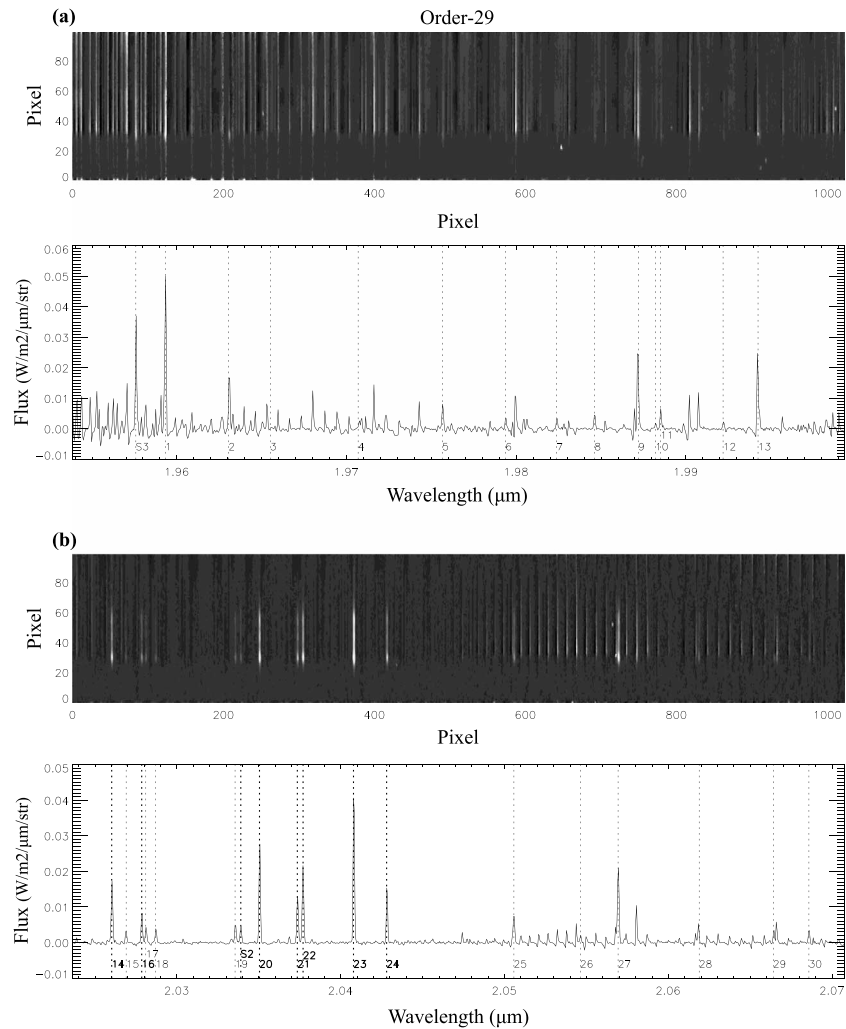 (a) Order-29
Pixel
80
60
40
20
0
0 200 400 600 800 1000
Pixel
Flux (W/m2/μm/str)
0.06
0.05
0.04
0.03
0.02
0.01
0.00
−0.01
S3 1 2 3 4 5 6 7 8 9 10 11 12 13
1.96 1.97 1.98 1.99
Wavelength (μm)
(b)
Pixel
80
60
40
20
0
0 200 400 600 800 1000
Pixel
Flux (W/m2/μm/str)
0.05
0.04
0.03
0.02
0.01
0.00
−0.01
17 S2 22
14 15 16 18 19 20 21 23 24 25 26 27 28 29 30
2.03 2.04 2.05 2.06 2.07
Wavelength (μm)